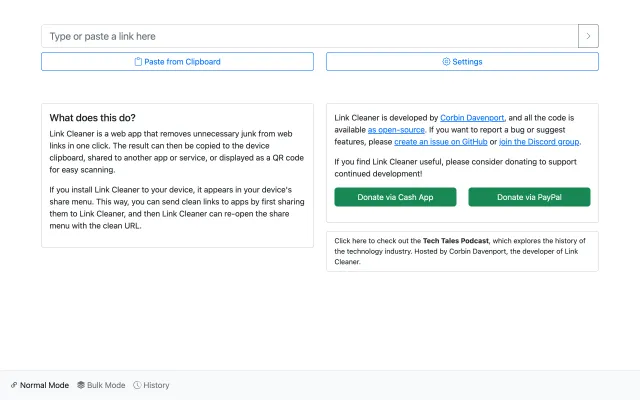 Type or paste a link here
Paste from Clipboard
Settings
What does this do?
Link Cleaner is a web app that removes unnecessary junk from web
links in one click. The result can then be copied to the device
clipboard, shared to another app or service, or displayed as a QR code
for easy scanning.
If you install Link Cleaner to your device, it appears in your device's
share menu. This way, you can send clean links to apps by first sharing
them to Link Cleaner, and then Link Cleaner can re-open the share
menu with the clean URL.
Link Cleaner is developed by Corbin Davenport, and all the code is
available as open-source. If you want to report a bug or suggest
features, please create an issue on GitHub or join the Discord group.
If you find Link Cleaner useful, please consider donating to support
continued development!
Donate via Cash App
Donate via PayPal
Click here to check out the Tech Tales Podcast, which explores the history of
the technology industry. Hosted by Corbin Davenport, the developer of Link
Cleaner.
Normal Mode
Bulk Mode
History